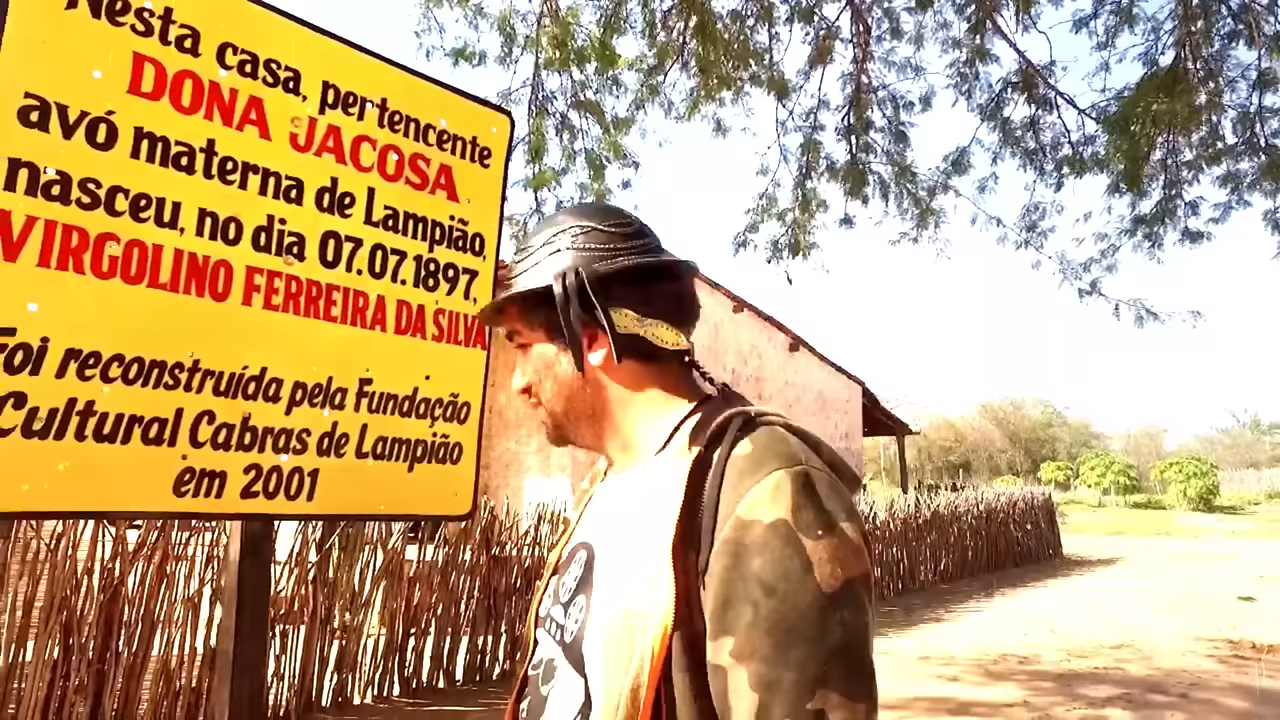 Nesta casa, pertencente
DONA JACOSA
avó materna de Lampião,
nasceu, no dia 07.07.1897,
VIRGOLINO FERREIRA DA SILVA
Foi reconstruída pela Fundação
Cultural Cabras de Lampião
em 2001